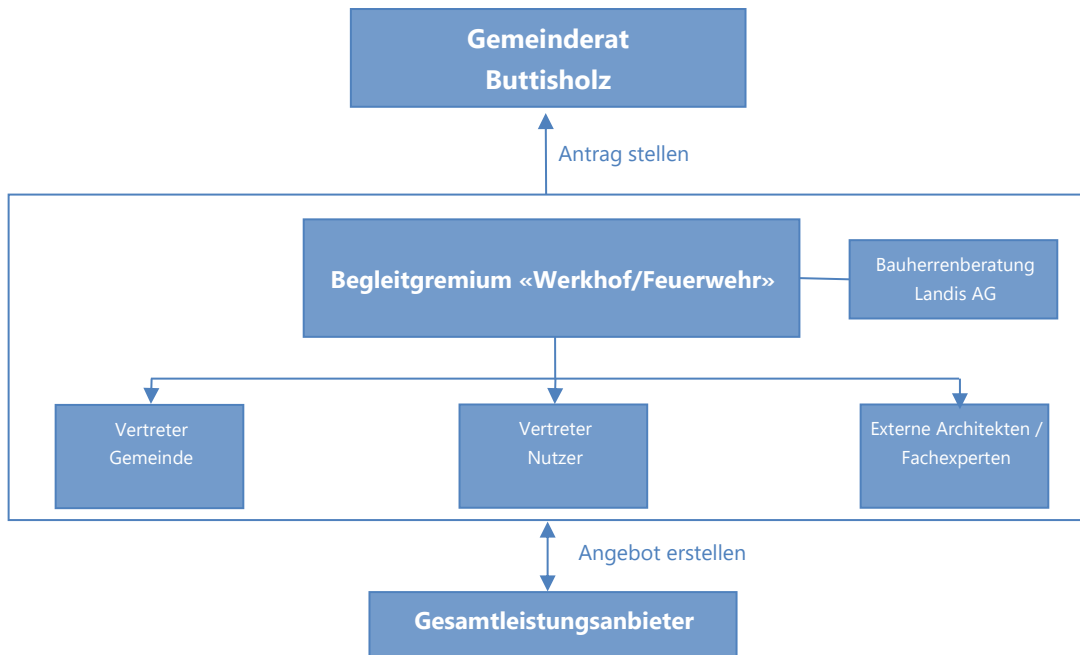 Gemeinderat
Buttisholz
Antrag stellen
Begleitgremium «Werkhof/Feuerwehr»
Bauherrenberatung
Landis AG
Vertreter
Gemeinde
Vertreter
Nutzer
Externe Architekten /
Fachexperten
Angebot erstellen
Gesamtleistungsanbieter